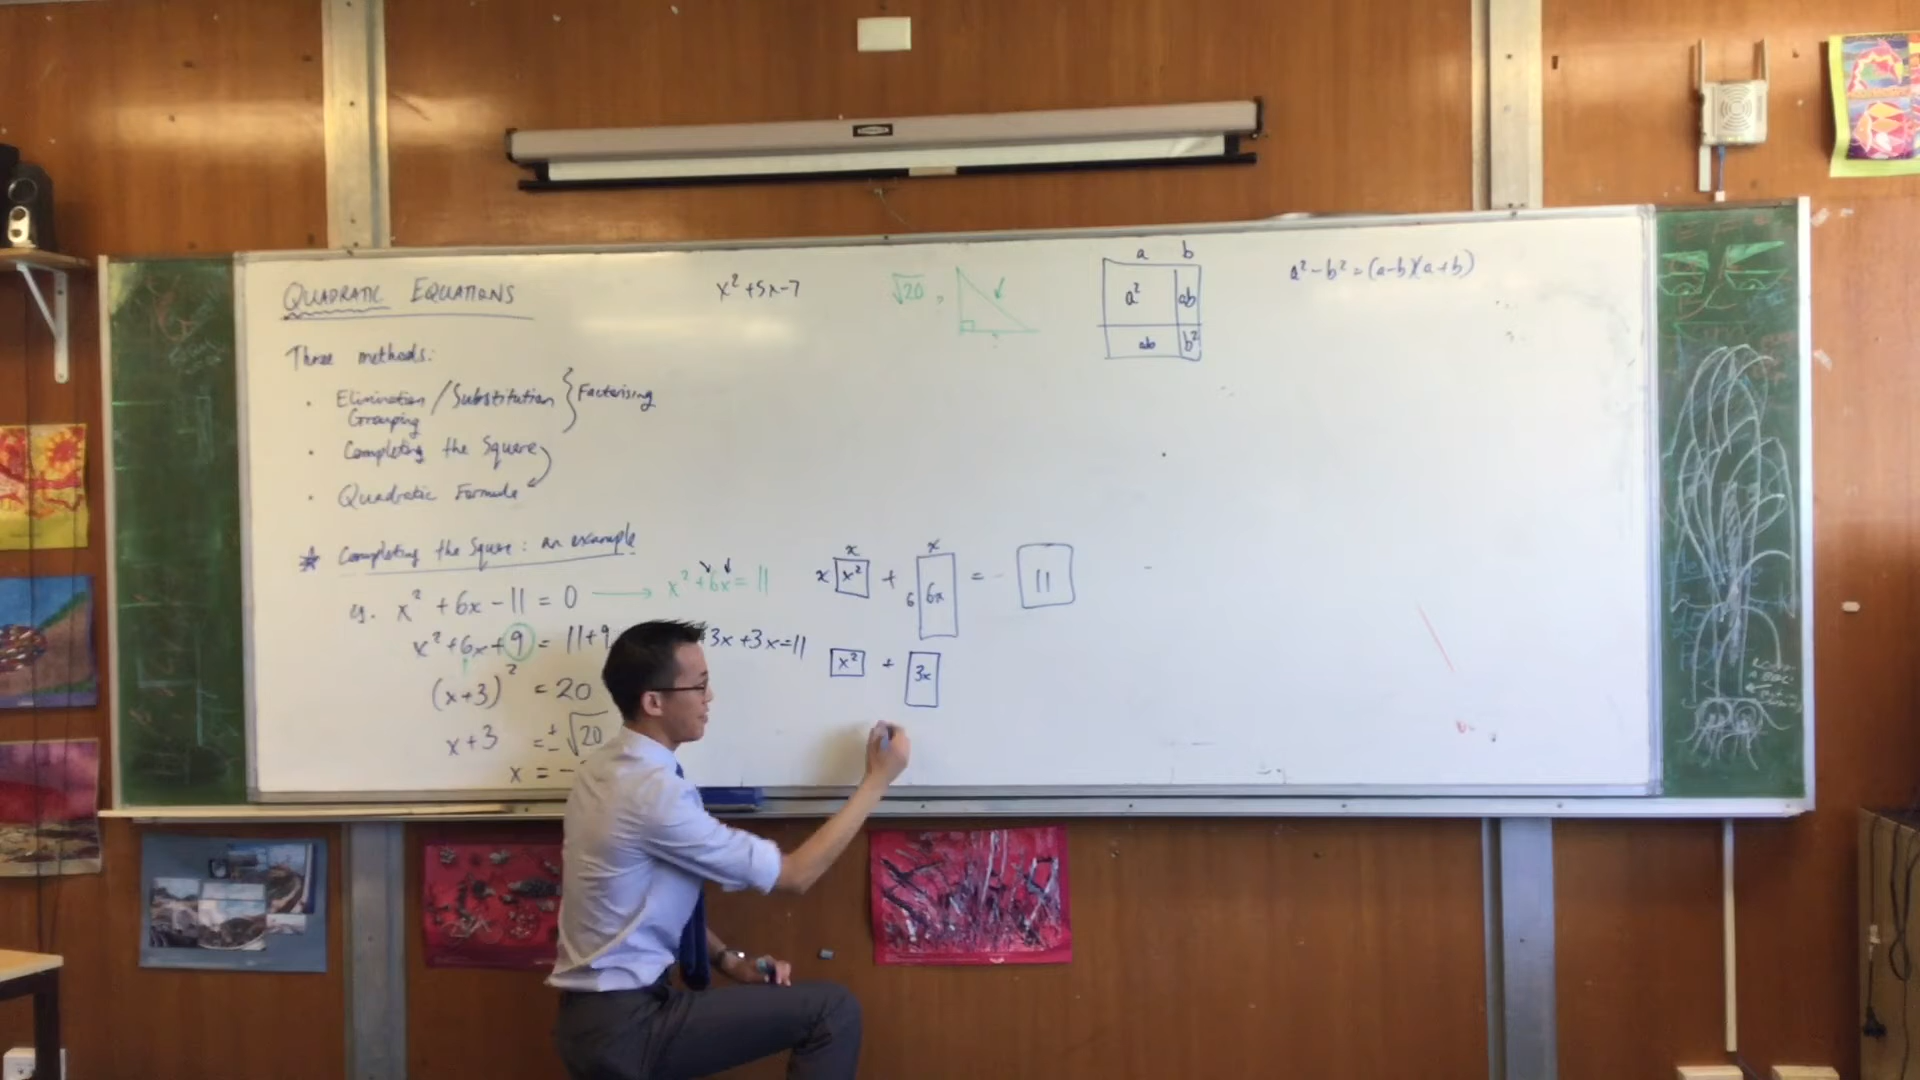 QUADRATIC EQUATIONS
x² + 5x - 7
√20
?
a b
a² ab
ab b²
a² - b² = (a-b)(a+b)
Three methods:
• Elimination / Substitution } Factorising
Grouping
• Completing the Square
• Quadratic Formula
★ Completing the Square: an example
eg. x² + 6x - 11 = 0 → x² + 6x = 11
x² + 6x + 9 = 11 + 9
(x+3)² = 20
x+3 = ±√20
x = -
+3x + 3x = 11
x x
x x² + 6 6x = 11
x² + 3x